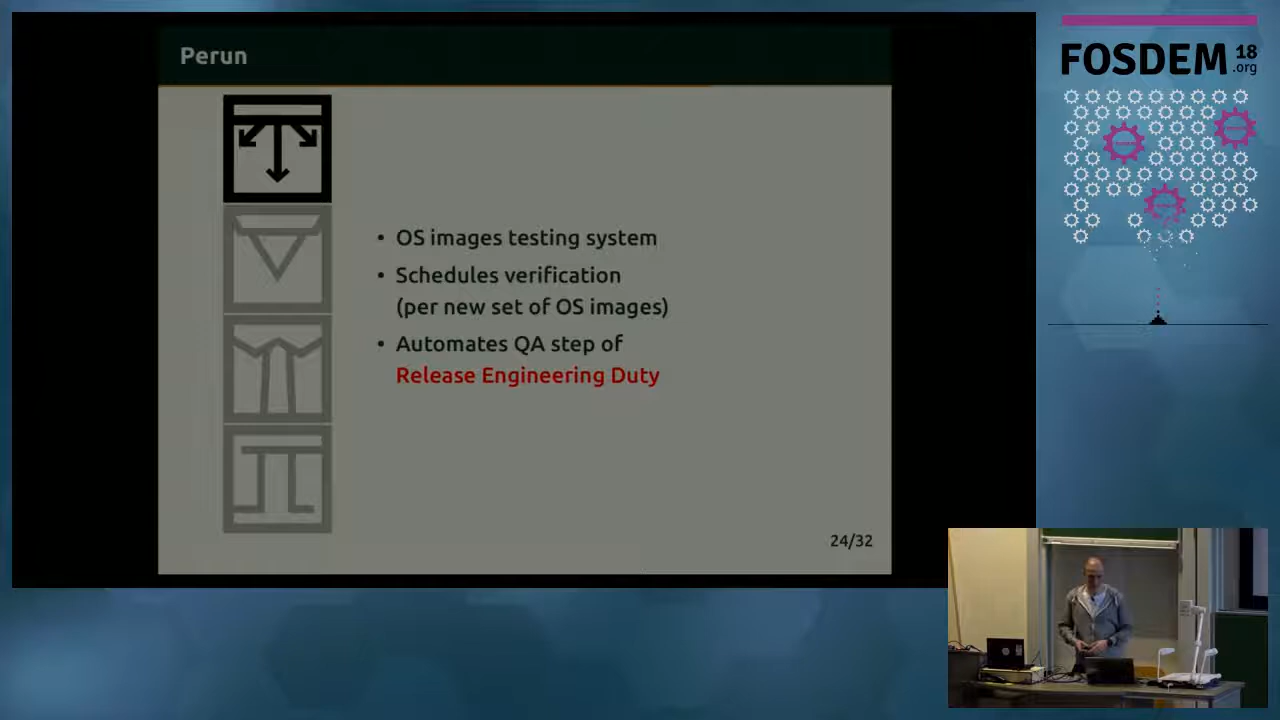 Perun
• OS images testing system
• Schedules verification
(per new set of OS images)
• Automates QA step of
Release Engineering Duty
24/32
FOSDEM 18
.org